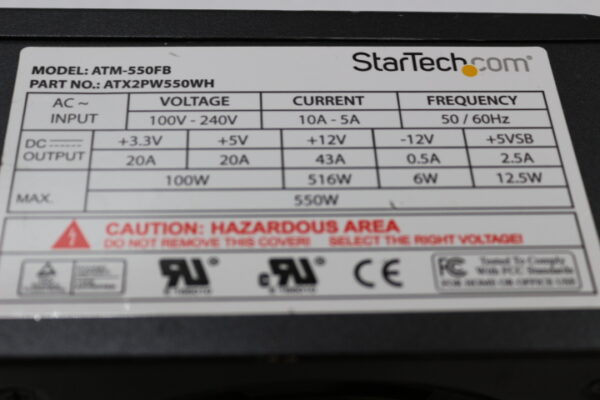 MODEL: ATM-550FB
PART NO.: ATX2PW550WH
StarTech.com®
AC ~ INPUT VOLTAGE CURRENT FREQUENCY
100V - 240V 10A - 5A 50 / 60Hz
DC OUTPUT +3.3V +5V +12V -12V +5VSB
20A 20A 43A 0.5A 2.5A
100W 516W 6W 12.5W
MAX. 550W
CAUTION: HAZARDOUS AREA
DO NOT REMOVE THIS COVER! SELECT THE RIGHT VOLTAGE!
c RU US CE FC Tested To Comply
With FCC Standards
FOR HOME OR OFFICE USE